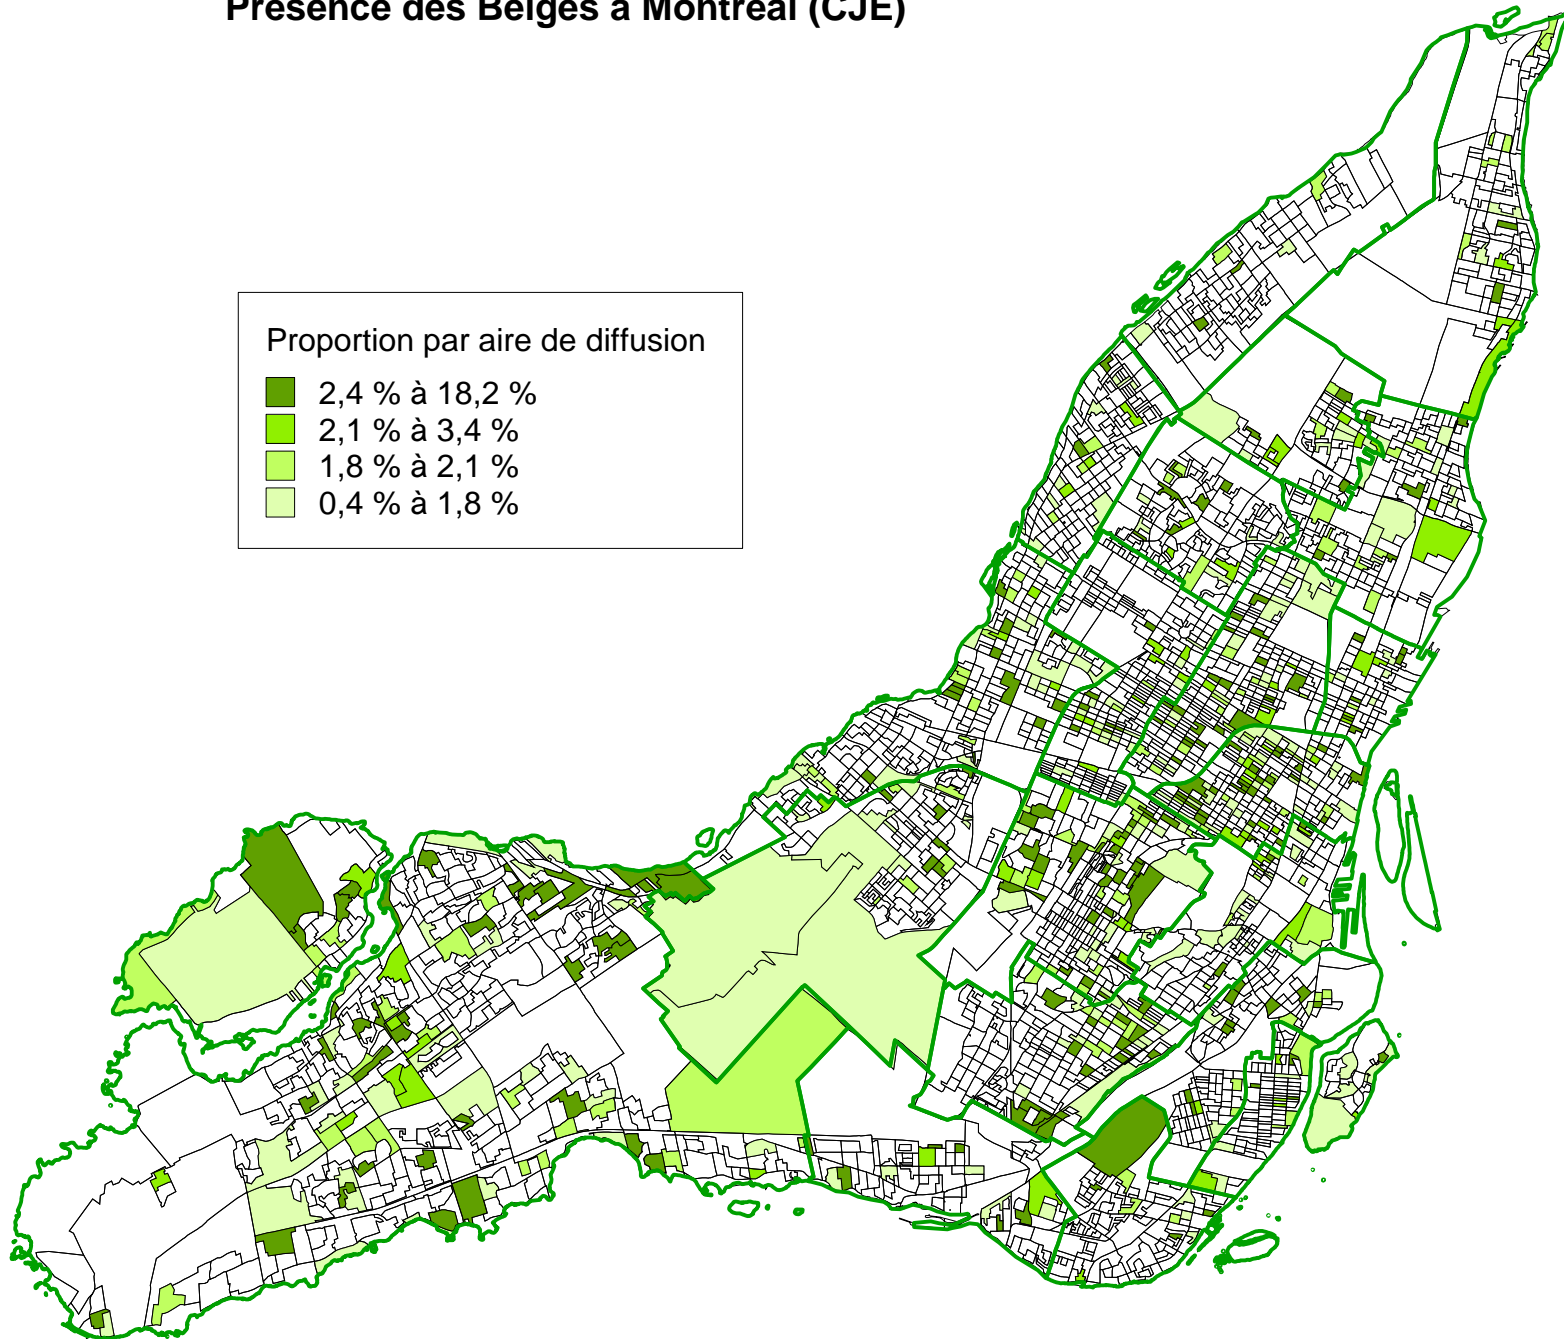 Présence des Belges à Montréal (CJE)
Proportion par aire de diffusion
2,4 % à 18,2 %
2,1 % à 3,4 %
1,8 % à 2,1 %
0,4 % à 1,8 %